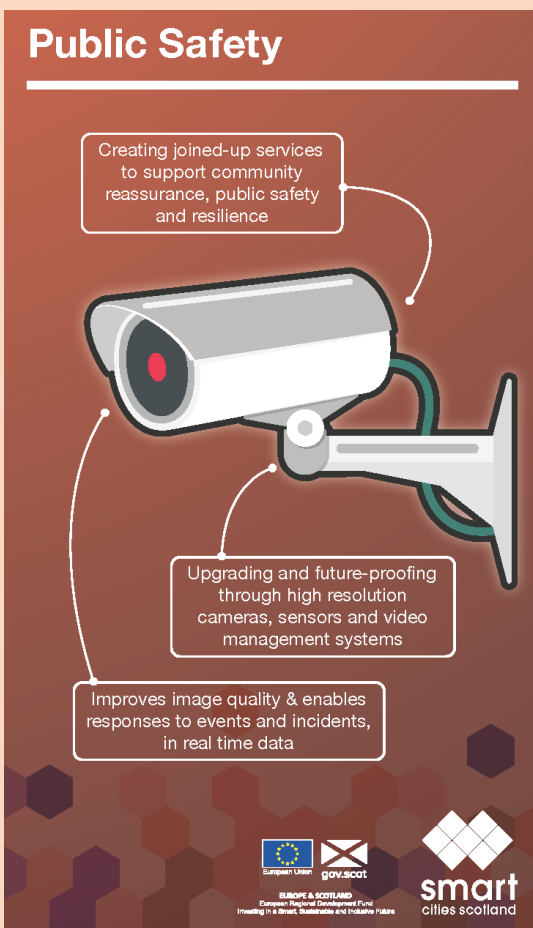 Public Safety
Creating joined-up services
to support community
reassurance, public safety
and resilience
Upgrading and future-proofing
through high resolution
cameras, sensors and video
management systems
Improves image quality & enables
responses to events and incidents,
in real time data
European Union
gov.scot
EUROPE & SCOTLAND
European Regional Development Fund
Investing in a Smart, Sustainable and Inclusive Future
smart
cities scotland